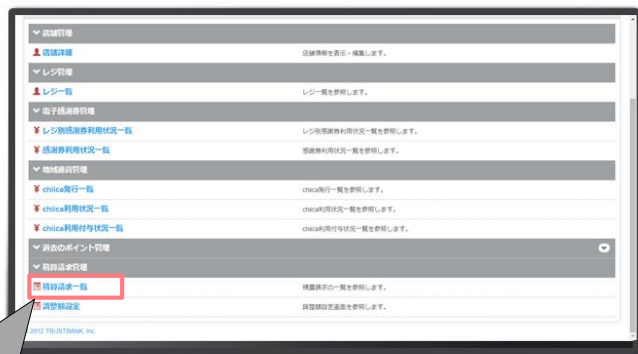 店舗管理
店舗詳細 店舗情報を表示・編集します。
レジ管理
レジ一覧 レジ一覧を参照します。
電子感謝券管理
¥ レジ別感謝券利用状況一覧 レジ別感謝券利用状況一覧を参照します。
¥ 感謝券利用状況一覧 感謝券利用状況一覧を参照します。
地域通貨管理
¥ chiica発行一覧 chiica発行一覧を参照します。
¥ chiica利用状況一覧 chiica利用状況一覧を参照します。
¥ chiica利用付与状況一覧 chiica利用付与状況一覧を参照します。
過去のポイント管理
精算請求管理
精算請求一覧 精算請求の一覧を参照します。
調整額設定 調整額設定画面を参照します。
2012 TRUSTBANK, Inc.